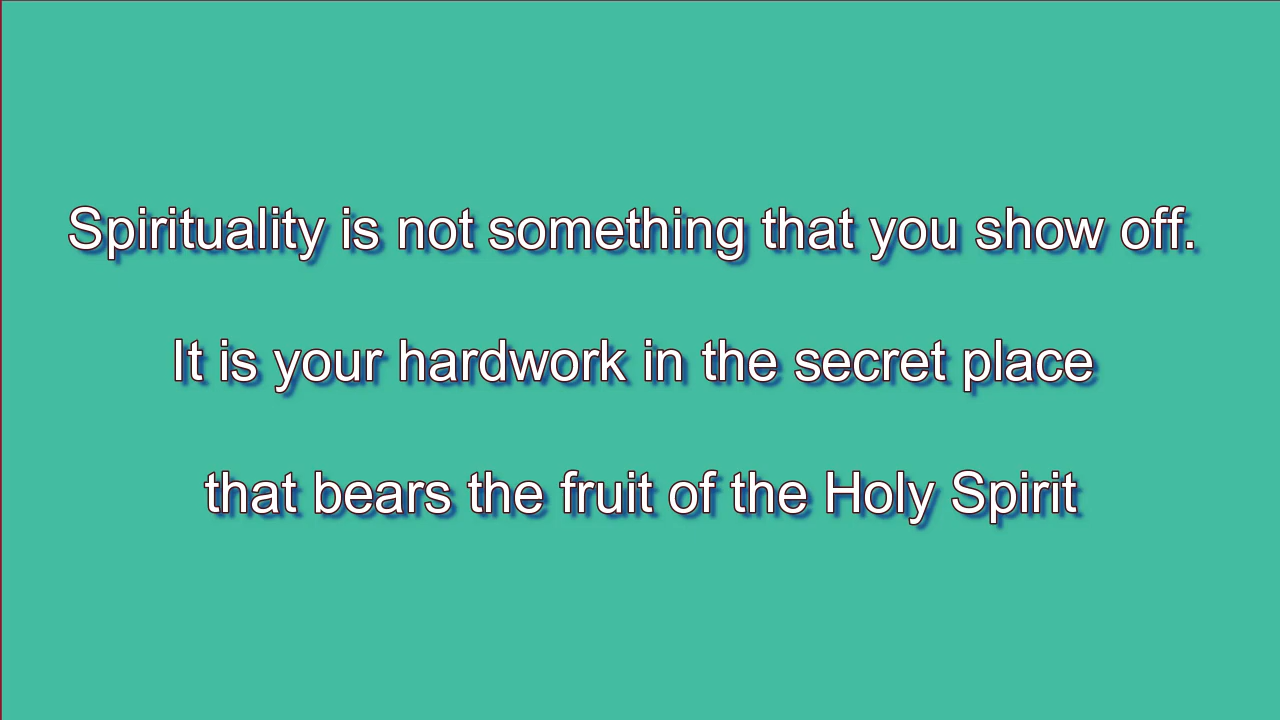 Spirituality is not something that you show off.
It is your hardwork in the secret place
that bears the fruit of the Holy Spirit